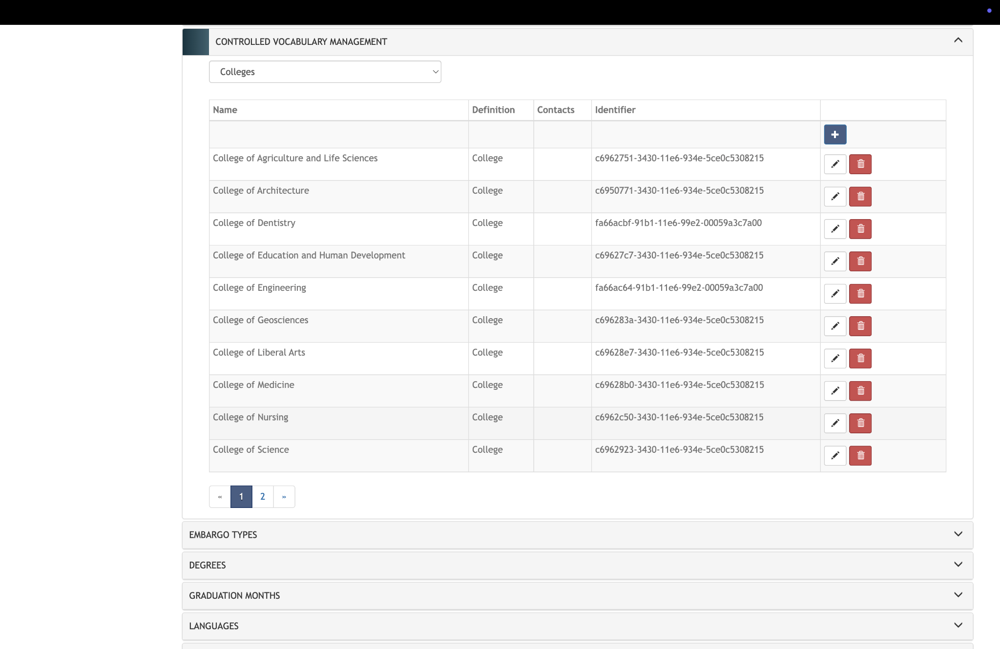 CONTROLLED VOCABULARY MANAGEMENT
Colleges
Name Definition Contacts Identifier
College of Agriculture and Life Sciences College c6962751-3430-11e6-934e-5ce0c5308215
College of Architecture College c6950771-3430-11e6-934e-5ce0c5308215
College of Dentistry College fa66acbf-91b1-11e6-99e2-00059a3c7a00
College of Education and Human Development College c69627c7-3430-11e6-934e-5ce0c5308215
College of Engineering College fa66ac64-91b1-11e6-99e2-00059a3c7a00
College of Geosciences College c696283a-3430-11e6-934e-5ce0c5308215
College of Liberal Arts College c69628e7-3430-11e6-934e-5ce0c5308215
College of Medicine College c69628b0-3430-11e6-934e-5ce0c5308215
College of Nursing College c6962c50-3430-11e6-934e-5ce0c5308215
College of Science College c6962923-3430-11e6-934e-5ce0c5308215
« 1 2 »
EMBARGO TYPES
DEGREES
GRADUATION MONTHS
LANGUAGES